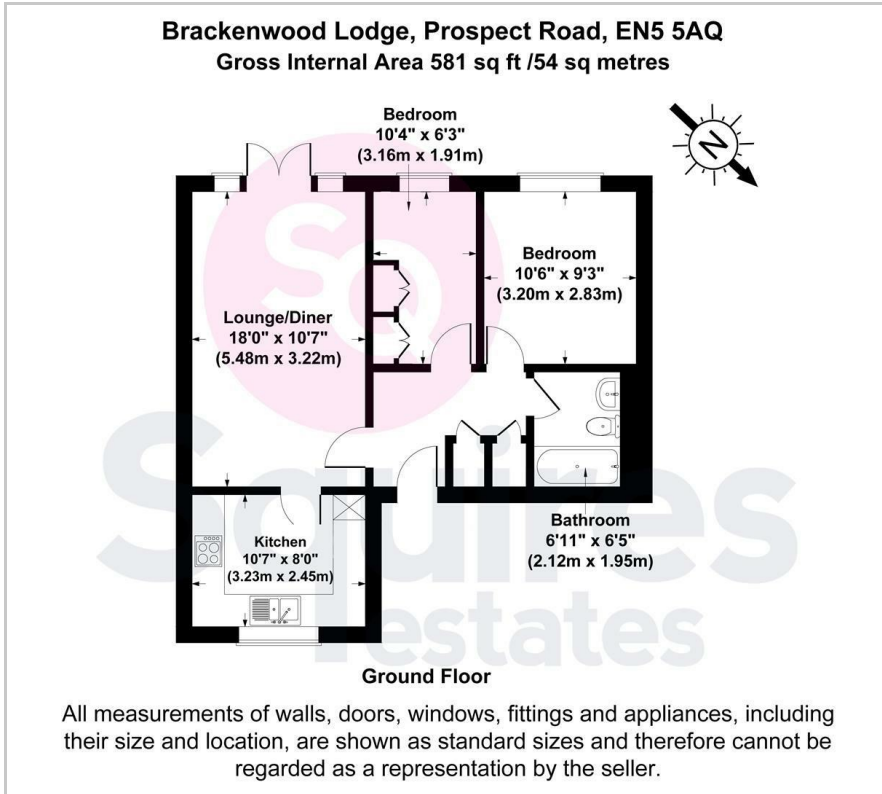 Brackenwood Lodge, Prospect Road, EN5 5AQ
Gross Internal Area 581 sq ft /54 sq metres
Bedroom
10'4" x 6'3"
(3.16m x 1.91m)
N
SQ
Bedroom
10'6" x 9'3"
(3.20m x 2.83m)
Lounge/Diner
18'0" x 10'7"
(5.48m x 3.22m)
Squires
estates
Kitchen
10'7" x 8'0"
(3.23m x 2.45m)
Bathroom
6'11" x 6'5"
(2.12m x 1.95m)
Ground Floor
All measurements of walls, doors, windows, fittings and appliances, including
their size and location, are shown as standard sizes and therefore cannot be
regarded as a representation by the seller.